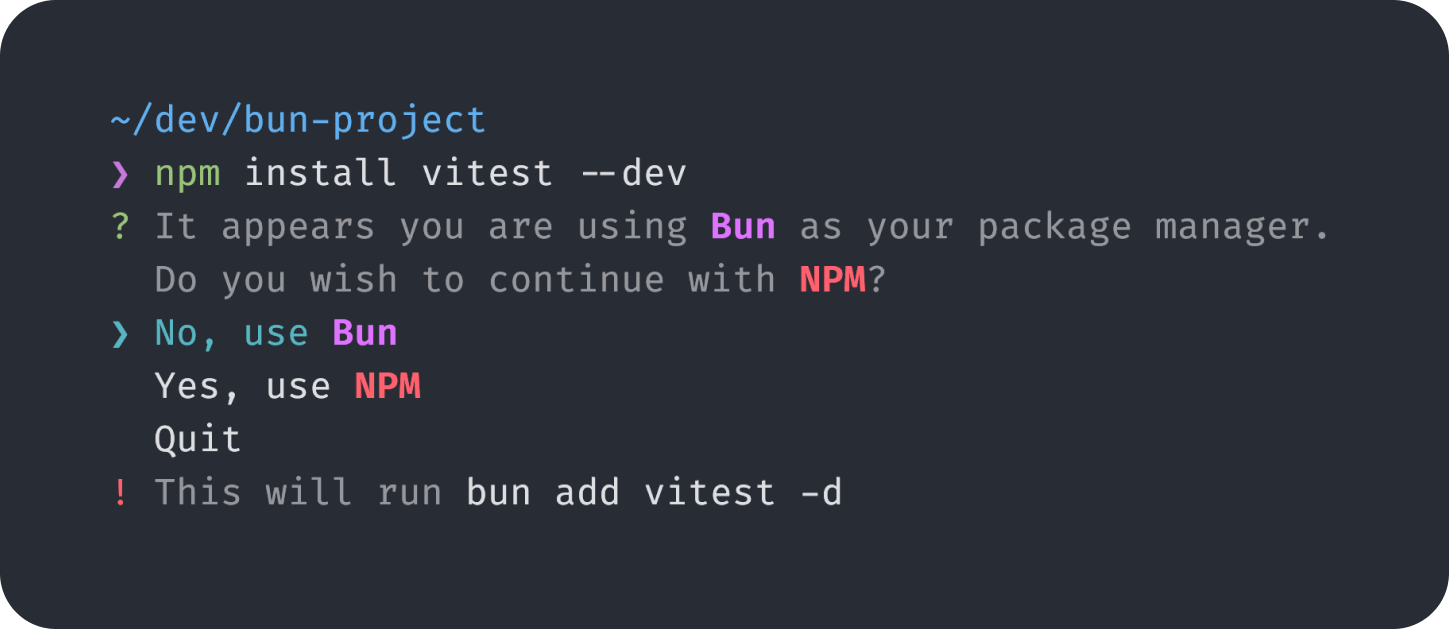 ~/dev/bun-project
❯ npm install vitest --dev
? It appears you are using Bun as your package manager.
Do you wish to continue with NPM?
❯ No, use Bun
Yes, use NPM
Quit
! This will run bun add vitest -d